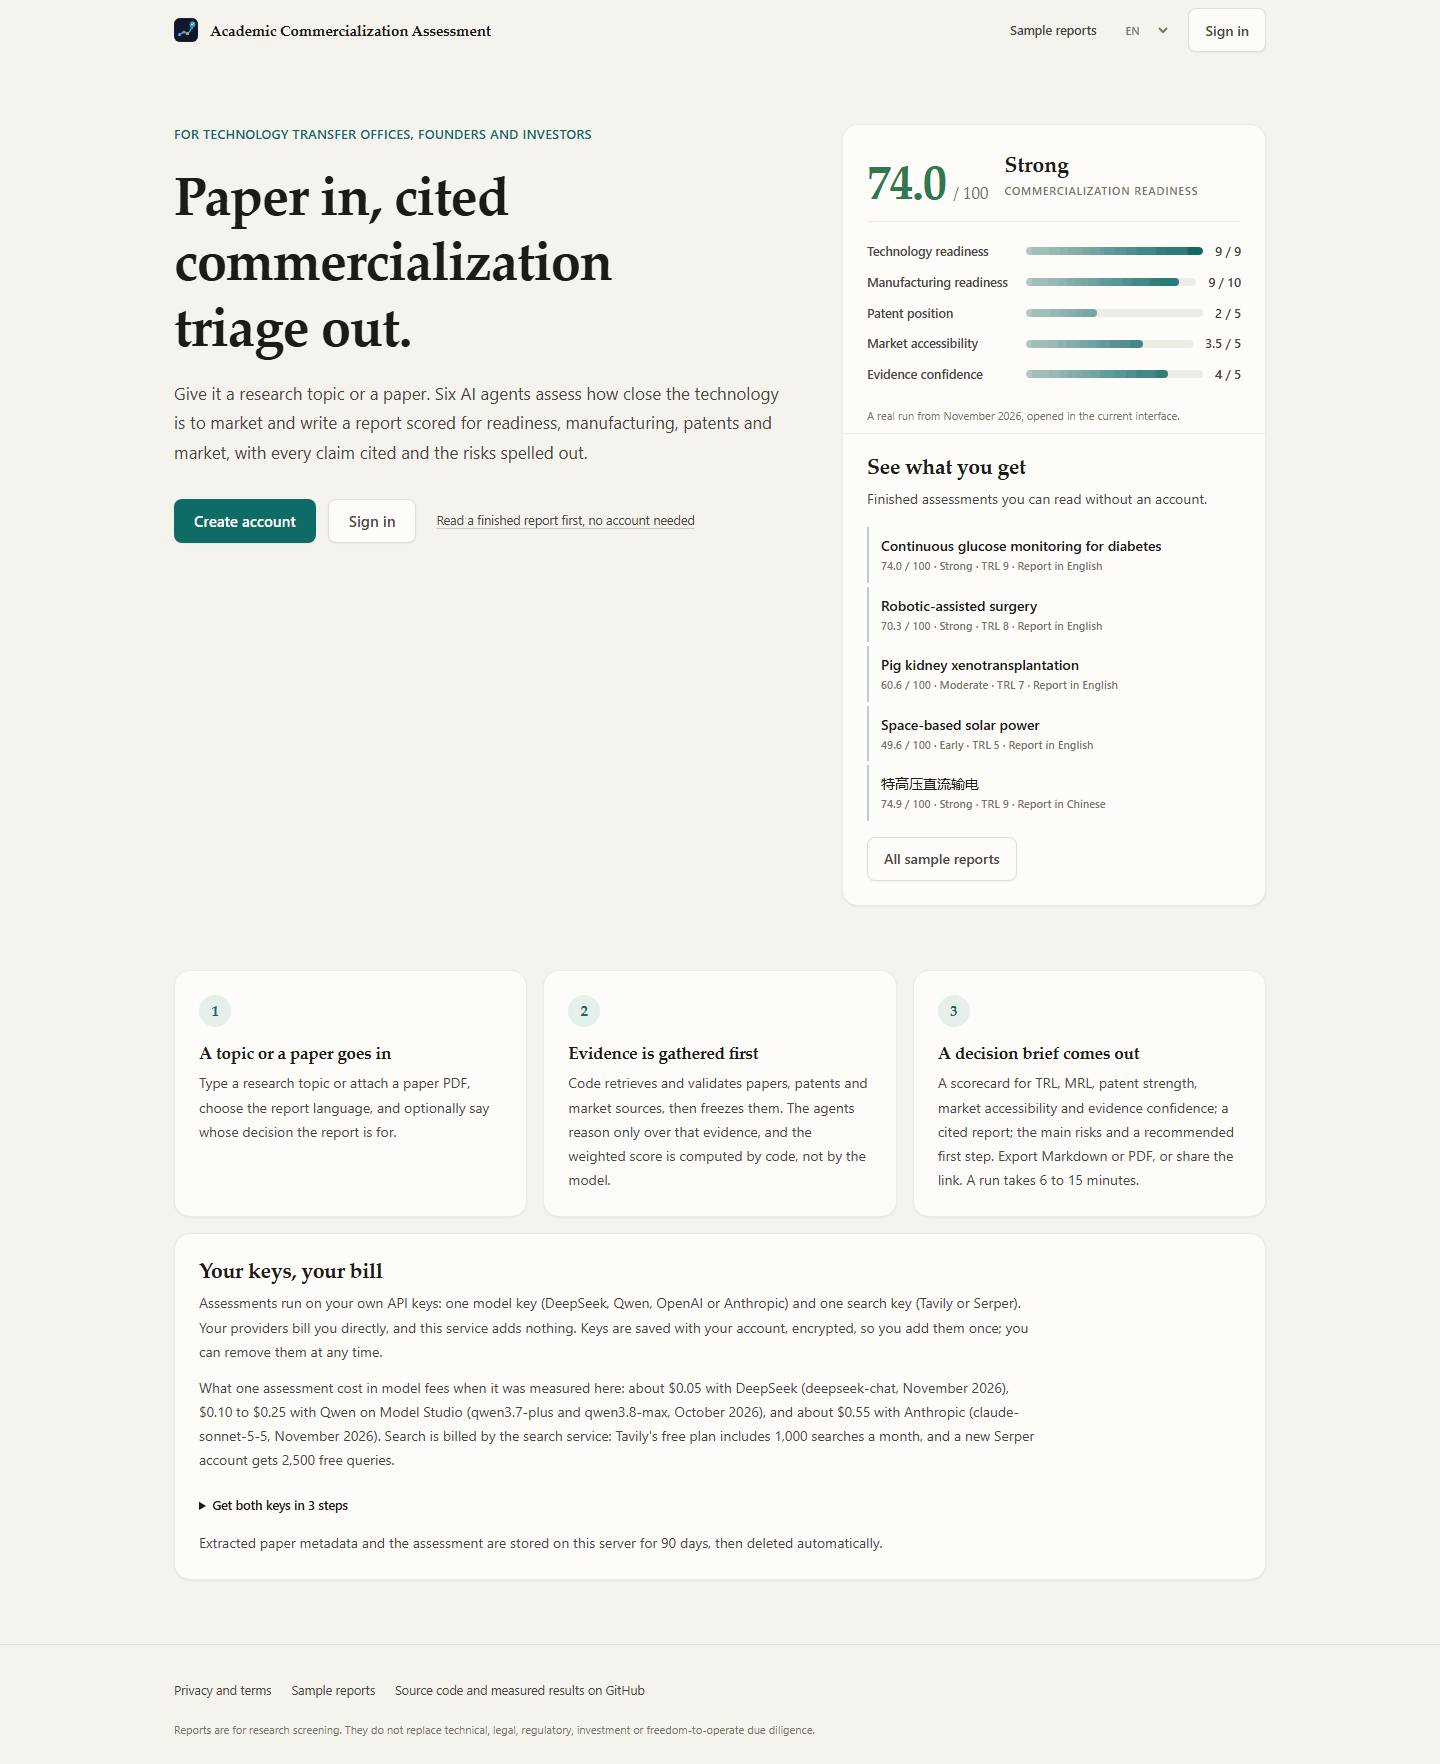 Academic Commercialization Assessment
Sample reports
EN
Sign in
FOR TECHNOLOGY TRANSFER OFFICES, FOUNDERS AND INVESTORS
Paper in, cited
commercialization
triage out.
Give it a research topic or a paper. Six AI agents assess how close the technology
is to market and write a report scored for readiness, manufacturing, patents and
market, with every claim cited and the risks spelled out.
Create account
Sign in
Read a finished report first, no account needed
74.0 / 100
Strong
COMMERCIALIZATION READINESS
Technology readiness 9 / 9
Manufacturing readiness 9 / 10
Patent position 2 / 5
Market accessibility 3.5 / 5
Evidence confidence 4 / 5
A real run from November 2026, opened in the current interface.
See what you get
Finished assessments you can read without an account.
Continuous glucose monitoring for diabetes
74.0 / 100 · Strong · TRL 9 · Report in English
Robotic-assisted surgery
70.3 / 100 · Strong · TRL 8 · Report in English
Pig kidney xenotransplantation
60.6 / 100 · Moderate · TRL 7 · Report in English
Space-based solar power
49.6 / 100 · Early · TRL 5 · Report in English
特高压直流输电
74.9 / 100 · Strong · TRL 9 · Report in Chinese
All sample reports
1
A topic or a paper goes in
Type a research topic or attach a paper PDF,
choose the report language, and optionally say
whose decision the report is for.
2
Evidence is gathered first
Code retrieves and validates papers, patents and
market sources, then freezes them. The agents
reason only over that evidence, and the
weighted score is computed by code, not by the
model.
3
A decision brief comes out
A scorecard for TRL, MRL, patent strength,
market accessibility and evidence confidence; a
cited report; the main risks and a recommended
first step. Export Markdown or PDF, or share the
link. A run takes 6 to 15 minutes.
Your keys, your bill
Assessments run on your own API keys: one model key (DeepSeek, Qwen, OpenAI or Anthropic) and one search key (Tavily or Serper).
Your providers bill you directly, and this service adds nothing. Keys are saved with your account, encrypted, so you add them once; you
can remove them at any time.
What one assessment cost in model fees when it was measured here: about $0.05 with DeepSeek (deepseek-chat, November 2026),
$0.10 to $0.25 with Qwen on Model Studio (qwen3.7-plus and qwen3.8-max, October 2026), and about $0.55 with Anthropic (claude-
sonnet-5-5, November 2026). Search is billed by the search service: Tavily's free plan includes 1,000 searches a month, and a new Serper
account gets 2,500 free queries.
Get both keys in 3 steps
Extracted paper metadata and the assessment are stored on this server for 90 days, then deleted automatically.
Privacy and terms
Sample reports
Source code and measured results on GitHub
Reports are for research screening. They do not replace technical, legal, regulatory, investment or freedom-to-operate due diligence.